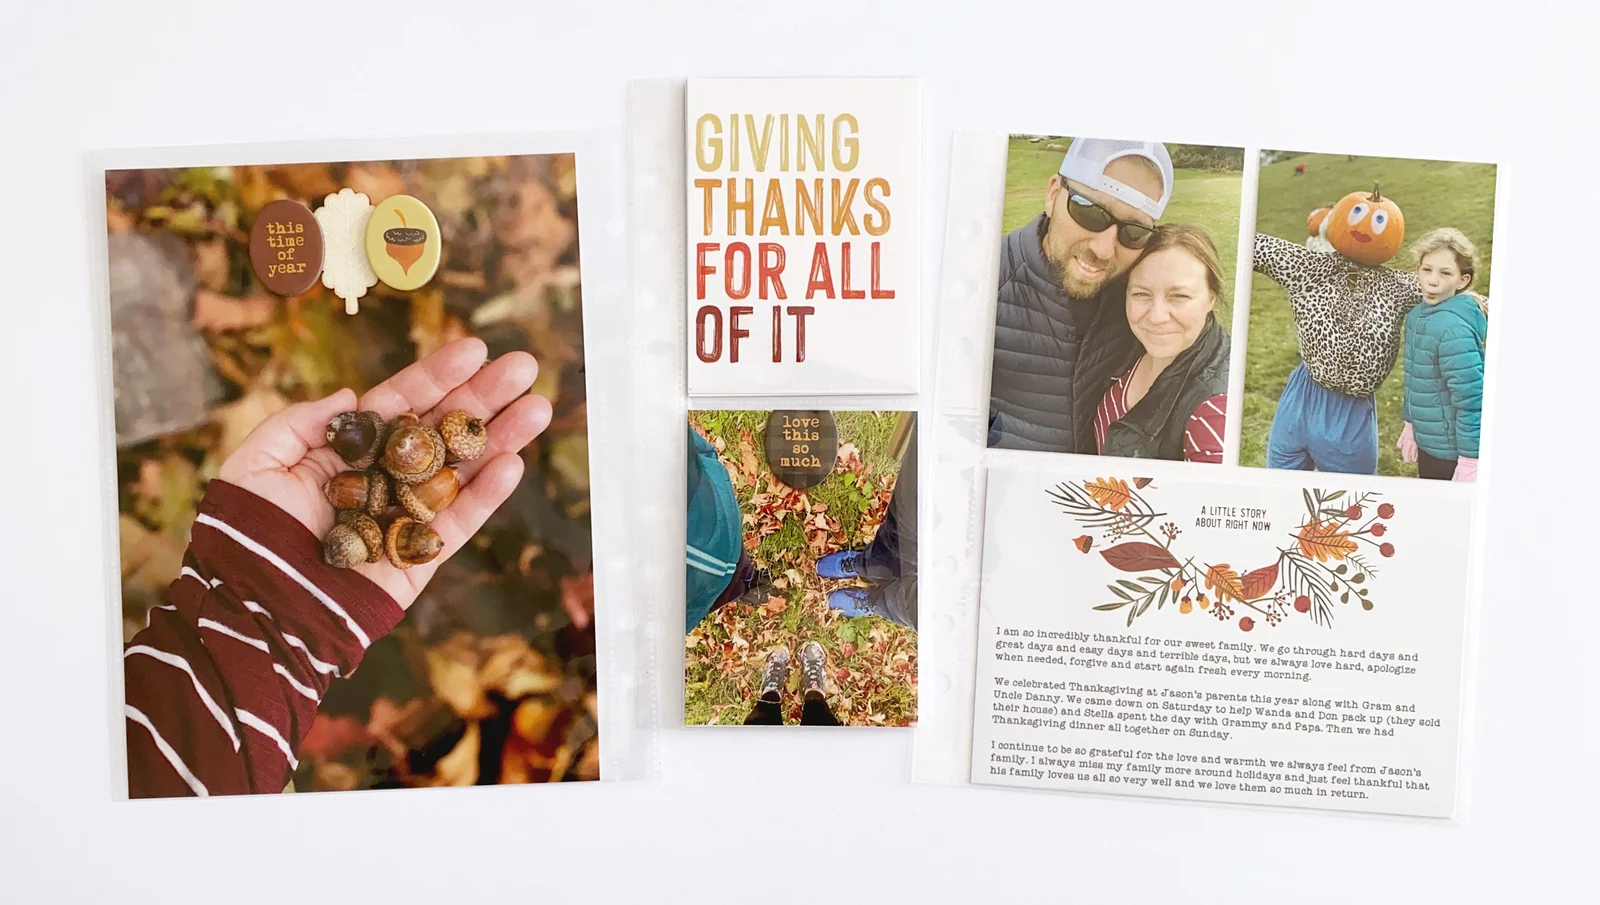 this
time
of
year
GIVING
THANKS
FOR ALL
OF IT
love
this
so
much
A LITTLE STORY
ABOUT RIGHT NOW
I am so incredibly thankful for our sweet family. We go through hard days and
great days and easy days and terrible days, but we always love hard, apologize
when needed, forgive and start again fresh every morning.
We celebrated Thanksgiving at Jason's parents this year along with Gram and
Uncle Danny. We came down on Saturday to help Wanda and Don pack up (they sold
their house) and Stella spent the day with Grammy and Papa. Then we had
Thanksgiving dinner all together on Sunday.
I continue to be so grateful for the love and warmth we always feel from Jason's
family. I always miss my family more around holidays and just feel thankful that
his family loves us all so very well and we love them so much in return.